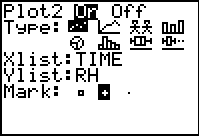 Plot2 On Off
Type:
Xlist:TIME
Ylist:RH
Mark: